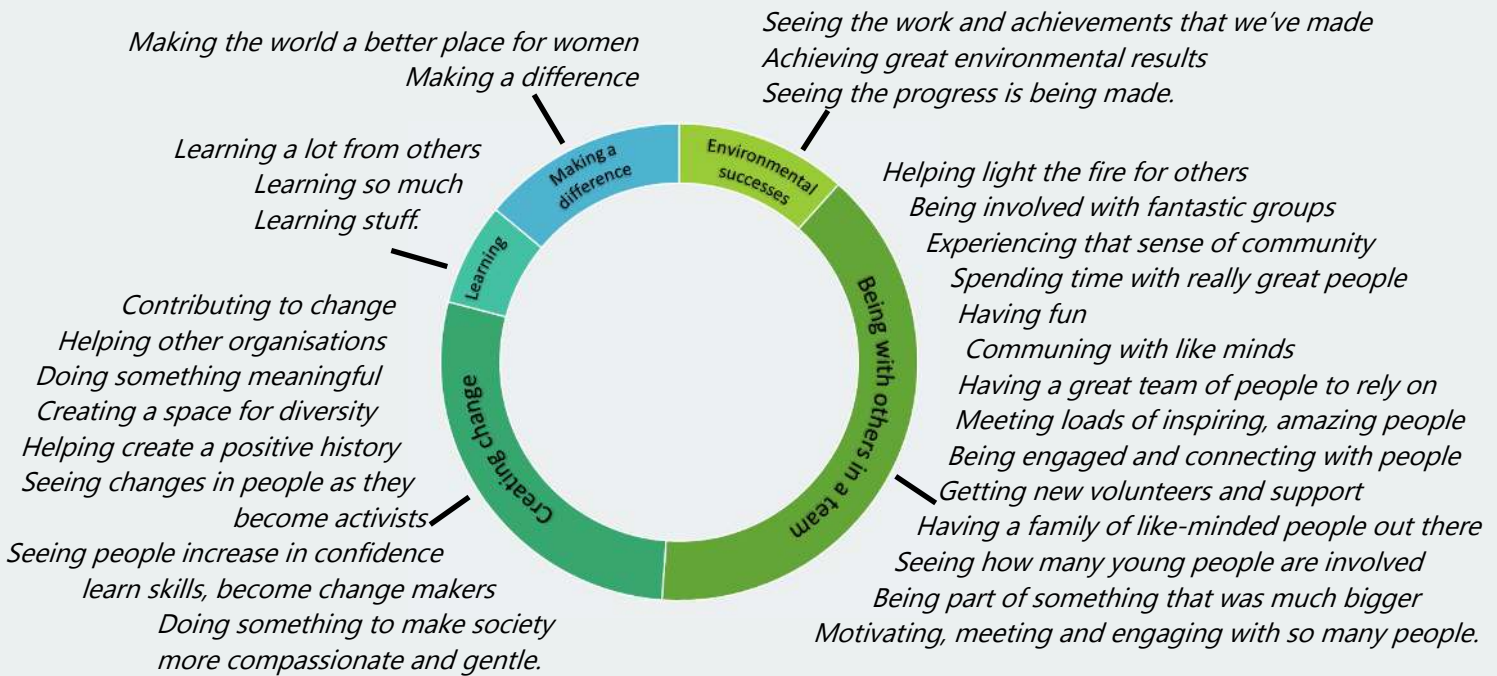 Making the world a better place for women
Making a difference
Seeing the work and achievements that we've made
Achieving great environmental results
Seeing the progress is being made.
Learning a lot from others
Learning so much
Learning stuff.
Making a
difference
Environmental
successes
Learning
Being with others in a team
Creating change
Helping light the fire for others
Being involved with fantastic groups
Experiencing that sense of community
Spending time with really great people
Having fun
Communing with like minds
Having a great team of people to rely on
Meeting loads of inspiring, amazing people
Being engaged and connecting with people
Getting new volunteers and support
Having a family of like-minded people out there
Seeing how many young people are involved
Being part of something that was much bigger
Motivating, meeting and engaging with so many people.
Contributing to change
Helping other organisations
Doing something meaningful
Creating a space for diversity
Helping create a positive history
Seeing changes in people as they
become activists
Seeing people increase in confidence
learn skills, become change makers
Doing something to make society
more compassionate and gentle.